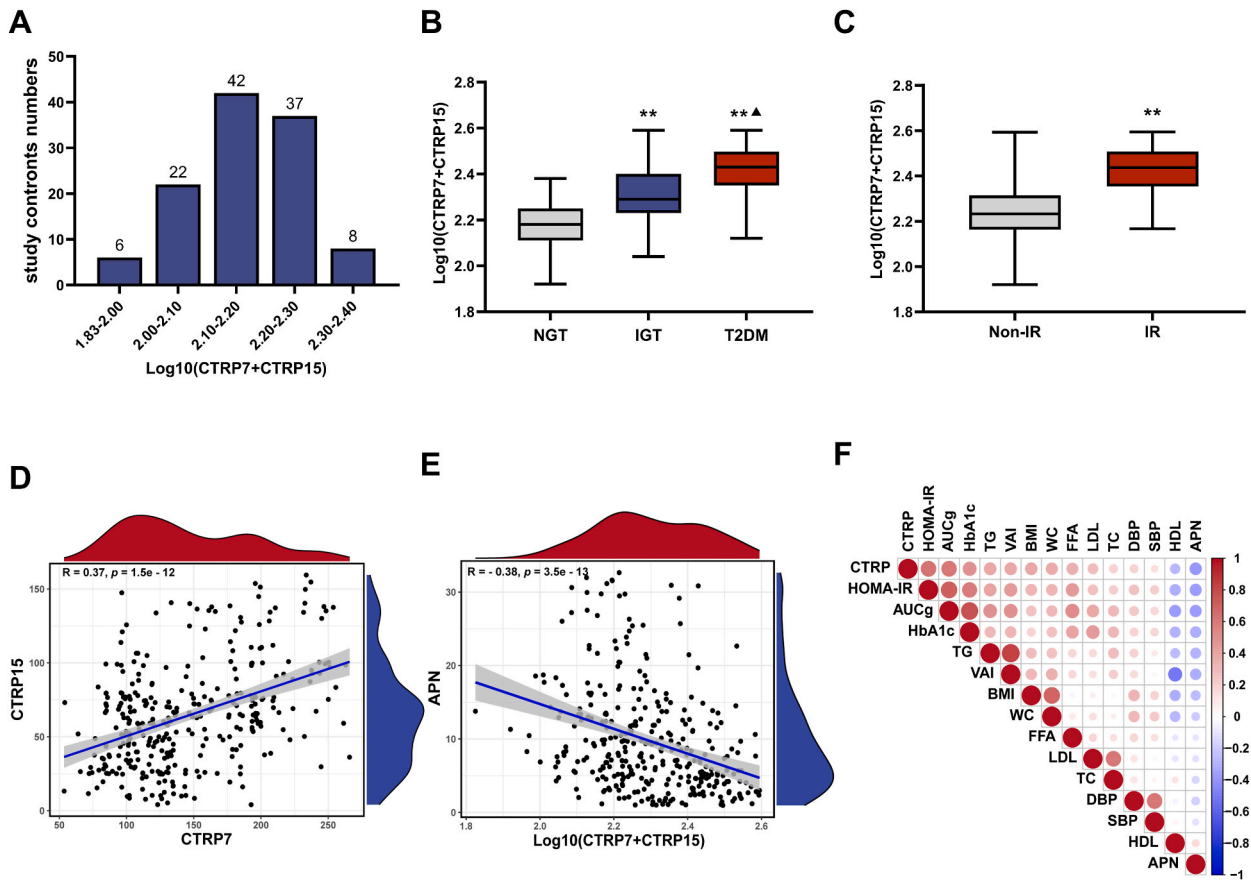 A
study contronts numbers
50
40
30
20
10
0
6
22
42
37
8
1.83-2.00
2.00-2.10
2.10-2.20
2.20-2.30
2.30-2.40
Log10(CTRP7+CTRP15)
B
Log10(CTRP7+CTRP15)
2.8
2.6
2.4
2.2
2.0
1.8
**
**▲
NGT
IGT
T2DM
C
Log10(CTRP7+CTRP15)
2.8
2.6
2.4
2.2
2.0
1.8
**
Non-IR
IR
D
R = 0.37, p = 1.5e - 12
CTRP15
150
100
50
0
50
100
150
200
250
CTRP7
E
R = - 0.38, p = 3.5e - 13
APN
30
20
10
0
1.8
2.0
2.2
2.4
2.6
Log10(CTRP7+CTRP15)
F
CTRP
HOMA-IR
AUCg
HbA1c
TG
VAI
BMI
WC
FFA
LDL
TC
DBP
SBP
HDL
APN
CTRP
HOMA-IR
AUCg
HbA1c
TG
VAI
BMI
WC
FFA
LDL
TC
DBP
SBP
HDL
APN
1
0.8
0.6
0.4
0.2
0
-0.2
-0.4
-0.6
-0.8
-1